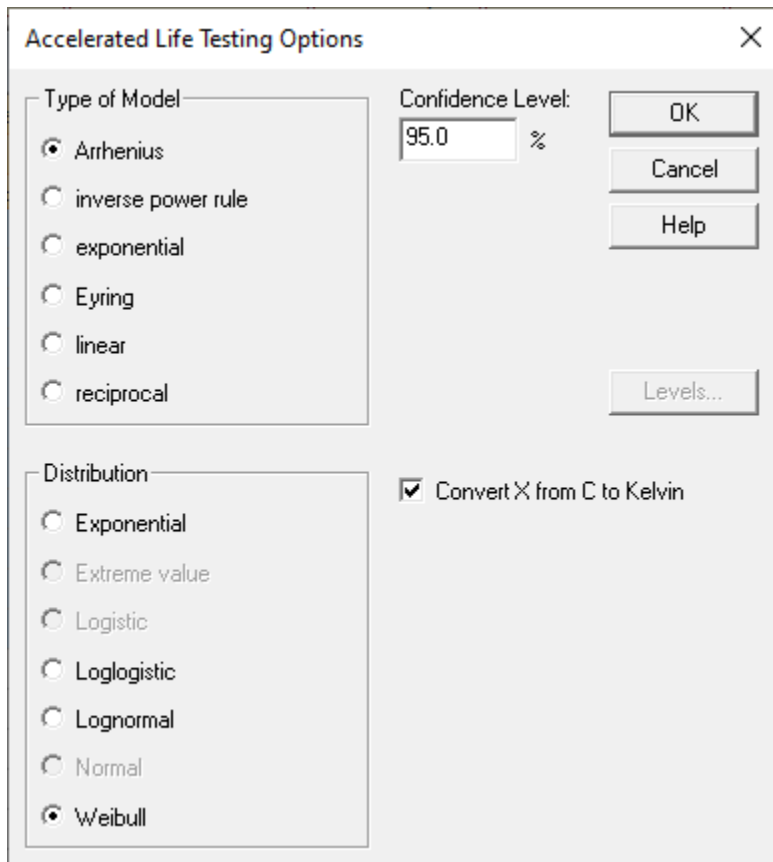 Accelerated Life Testing Options
Type of Model
Arrhenius
inverse power rule
exponential
Eyring
linear
reciprocal
Confidence Level:
95.0 %
OK
Cancel
Help
Levels...
Distribution
Exponential
Extreme value
Logistic
Loglogistic
Lognormal
Normal
Weibull
Convert X from C to Kelvin